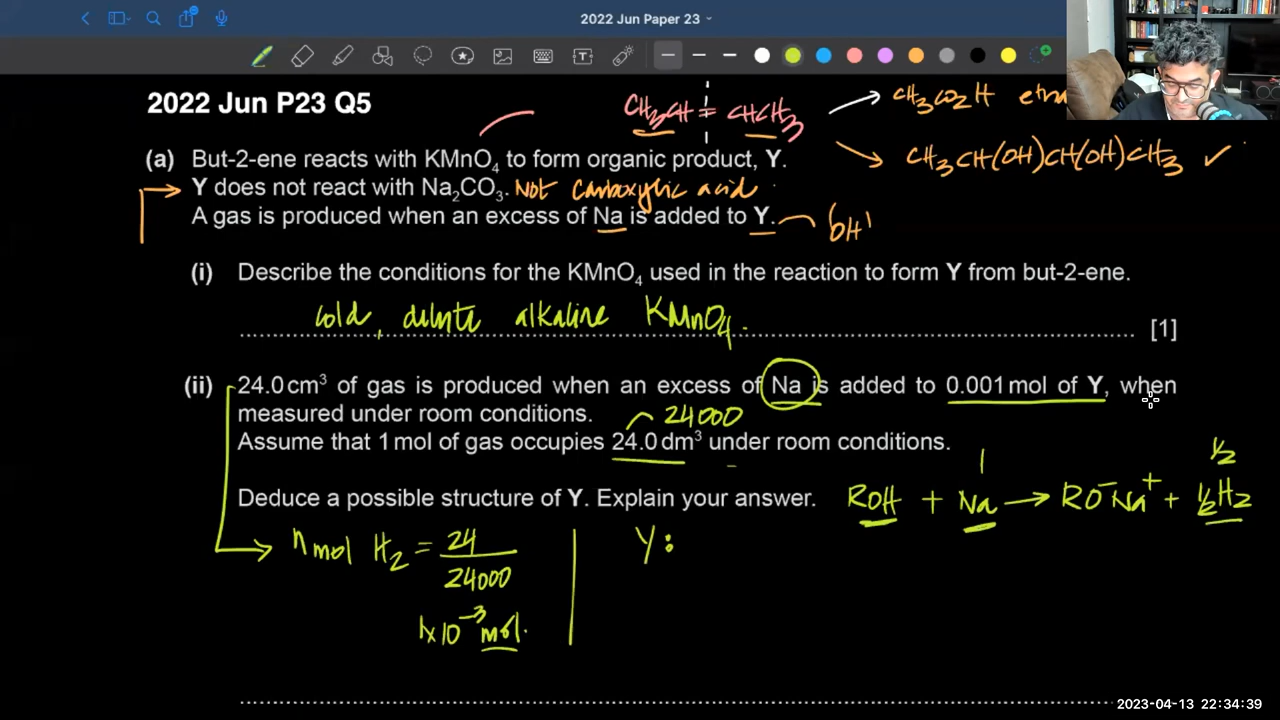 2022 Jun Paper 23
2022 Jun P23 Q5
CH3CH = CHCH3
CH3CO2H
CH3CH(OH)CH(OH)CH3 ✓
(a) But-2-ene reacts with KMnO₄ to form organic product, Y.
Y does not react with Na₂CO₃. Not Carboxylic acid
A gas is produced when an excess of Na is added to Y.
(i) Describe the conditions for the KMnO₄ used in the reaction to form Y from but-2-ene.
cold, dilute alkaline KMnO4. [1]
(ii) 24.0 cm³ of gas is produced when an excess of Na is added to 0.001 mol of Y, when
measured under room conditions.
24000
Assume that 1 mol of gas occupies 24.0 dm³ under room conditions.
1 ½
Deduce a possible structure of Y. Explain your answer.
ROH + Na → RO⁻Na⁺ + ½H2
n mol H2 = 24
24000
1×10⁻³ mol.
Y:
2023-04-13 22:34:39